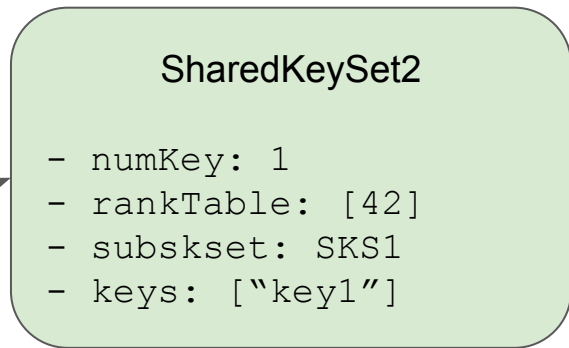 SharedKeySet2
- numKey: 1
- rankTable: [42]
- subskset: SKS1
- keys: [“key1”]